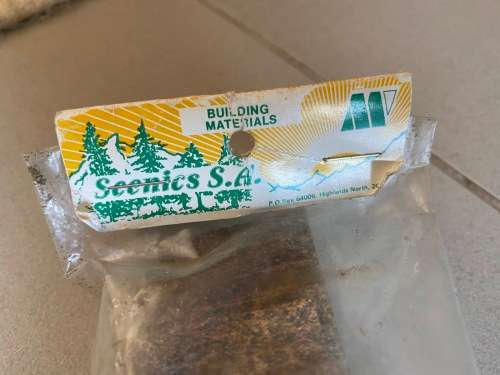 BUILDING
MATERIALS
Scenics S.A.
P.O. Box 64006, Highlands North, 20